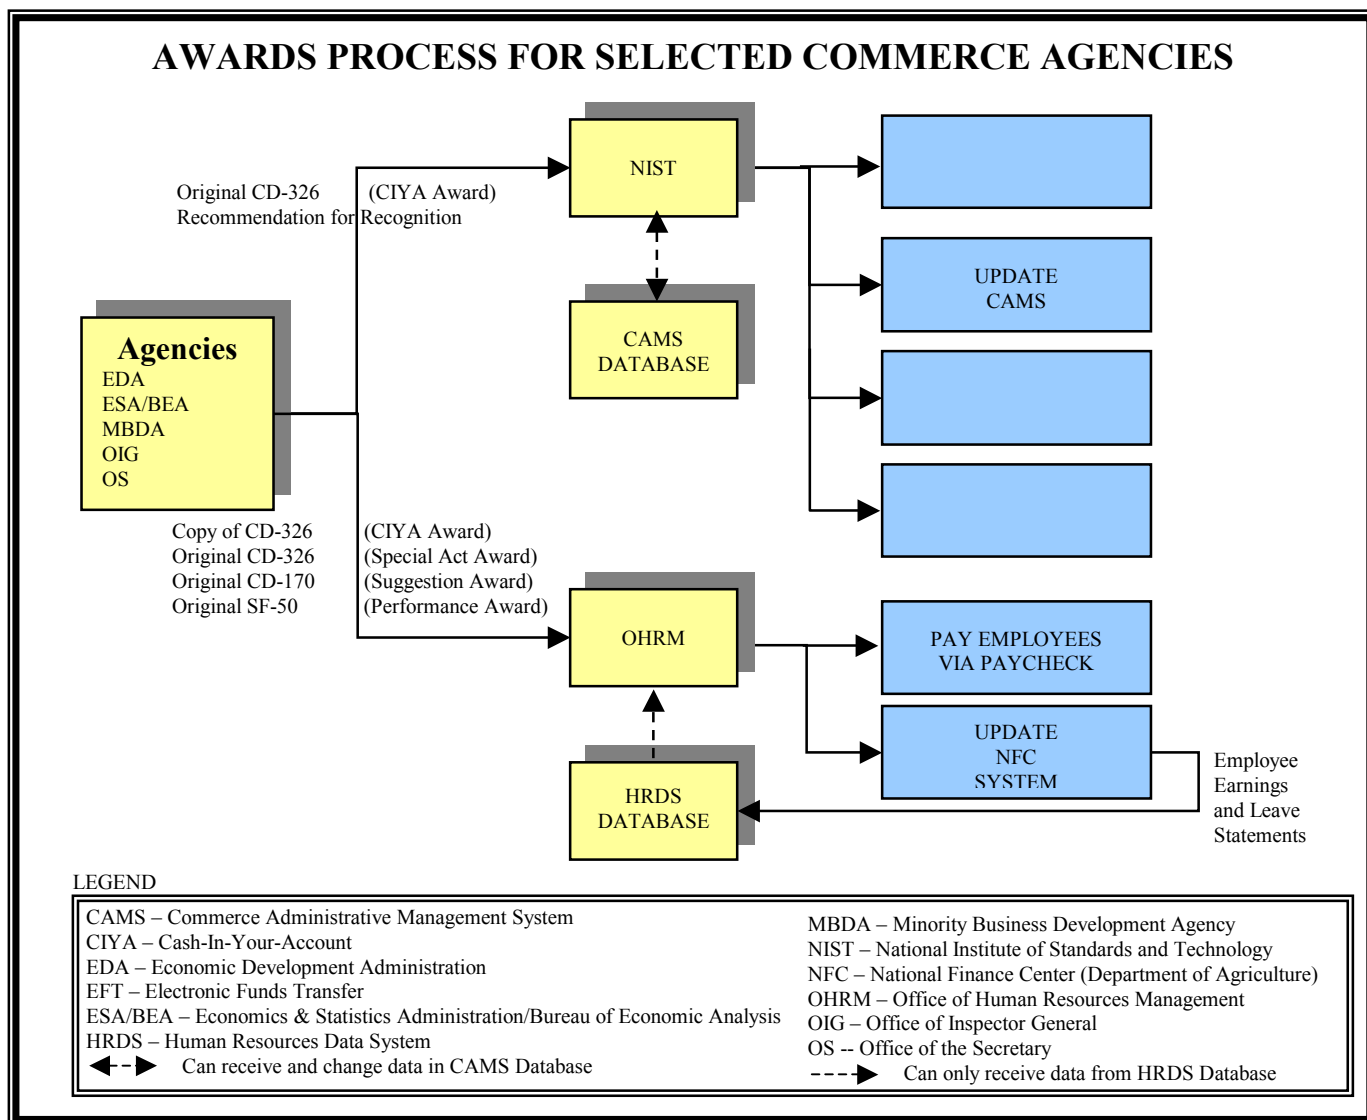 AWARDS PROCESS FOR SELECTED COMMERCE AGENCIES
NIST
Original CD-326 (CIYA Award)
Recommendation for Recognition
UPDATE
CAMS
CAMS
DATABASE
Agencies
EDA
ESA/BEA
MBDA
OIG
OS
Copy of CD-326 (CIYA Award)
Original CD-326 (Special Act Award)
Original CD-170 (Suggestion Award)
Original SF-50 (Performance Award)
OHRM
PAY EMPLOYEES
VIA PAYCHECK
UPDATE
NFC
SYSTEM
HRDS
DATABASE
Employee
Earnings
and Leave
Statements
LEGEND
CAMS – Commerce Administrative Management System
CIYA – Cash-In-Your-Account
EDA – Economic Development Administration
EFT – Electronic Funds Transfer
ESA/BEA – Economics & Statistics Administration/Bureau of Economic Analysis
HRDS – Human Resources Data System
Can receive and change data in CAMS Database
MBDA – Minority Business Development Agency
NIST – National Institute of Standards and Technology
NFC – National Finance Center (Department of Agriculture)
OHRM – Office of Human Resources Management
OIG – Office of Inspector General
OS -- Office of the Secretary
Can only receive data from HRDS Database